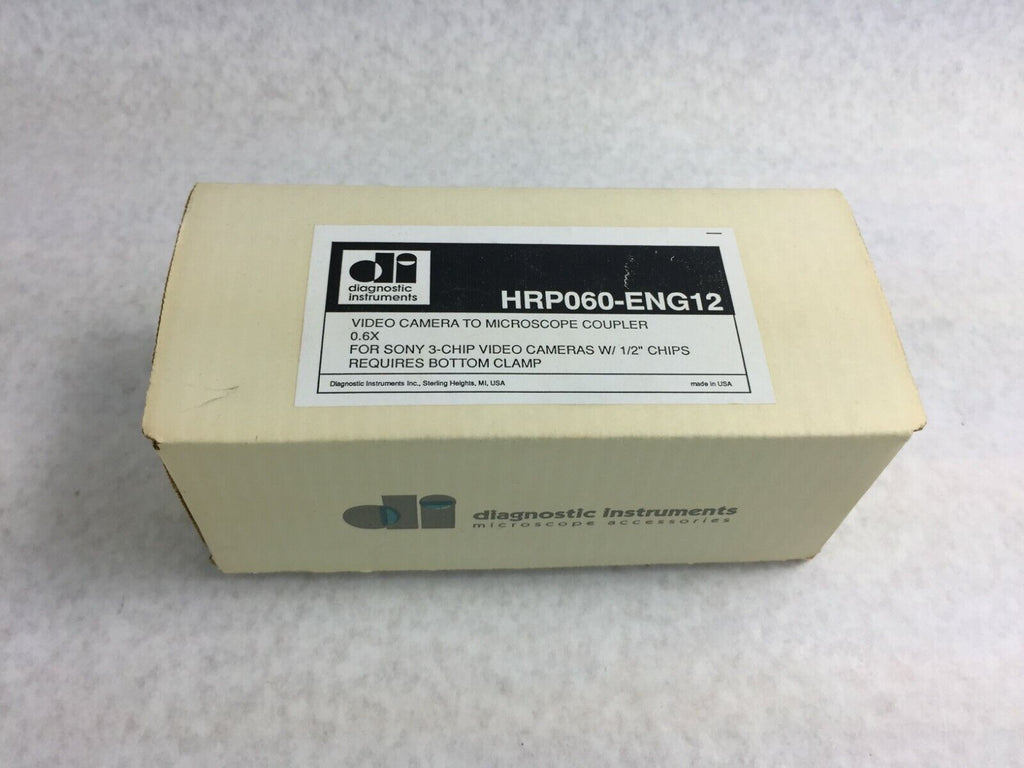 di
diagnostic
instruments
HRP060-ENG12
VIDEO CAMERA TO MICROSCOPE COUPLER
0.6X
FOR SONY 3-CHIP VIDEO CAMERAS W/ 1/2" CHIPS
REQUIRES BOTTOM CLAMP
Diagnostic Instruments Inc., Sterling Heights, MI, USA
made in USA
di
diagnostic instruments
microscope accessories